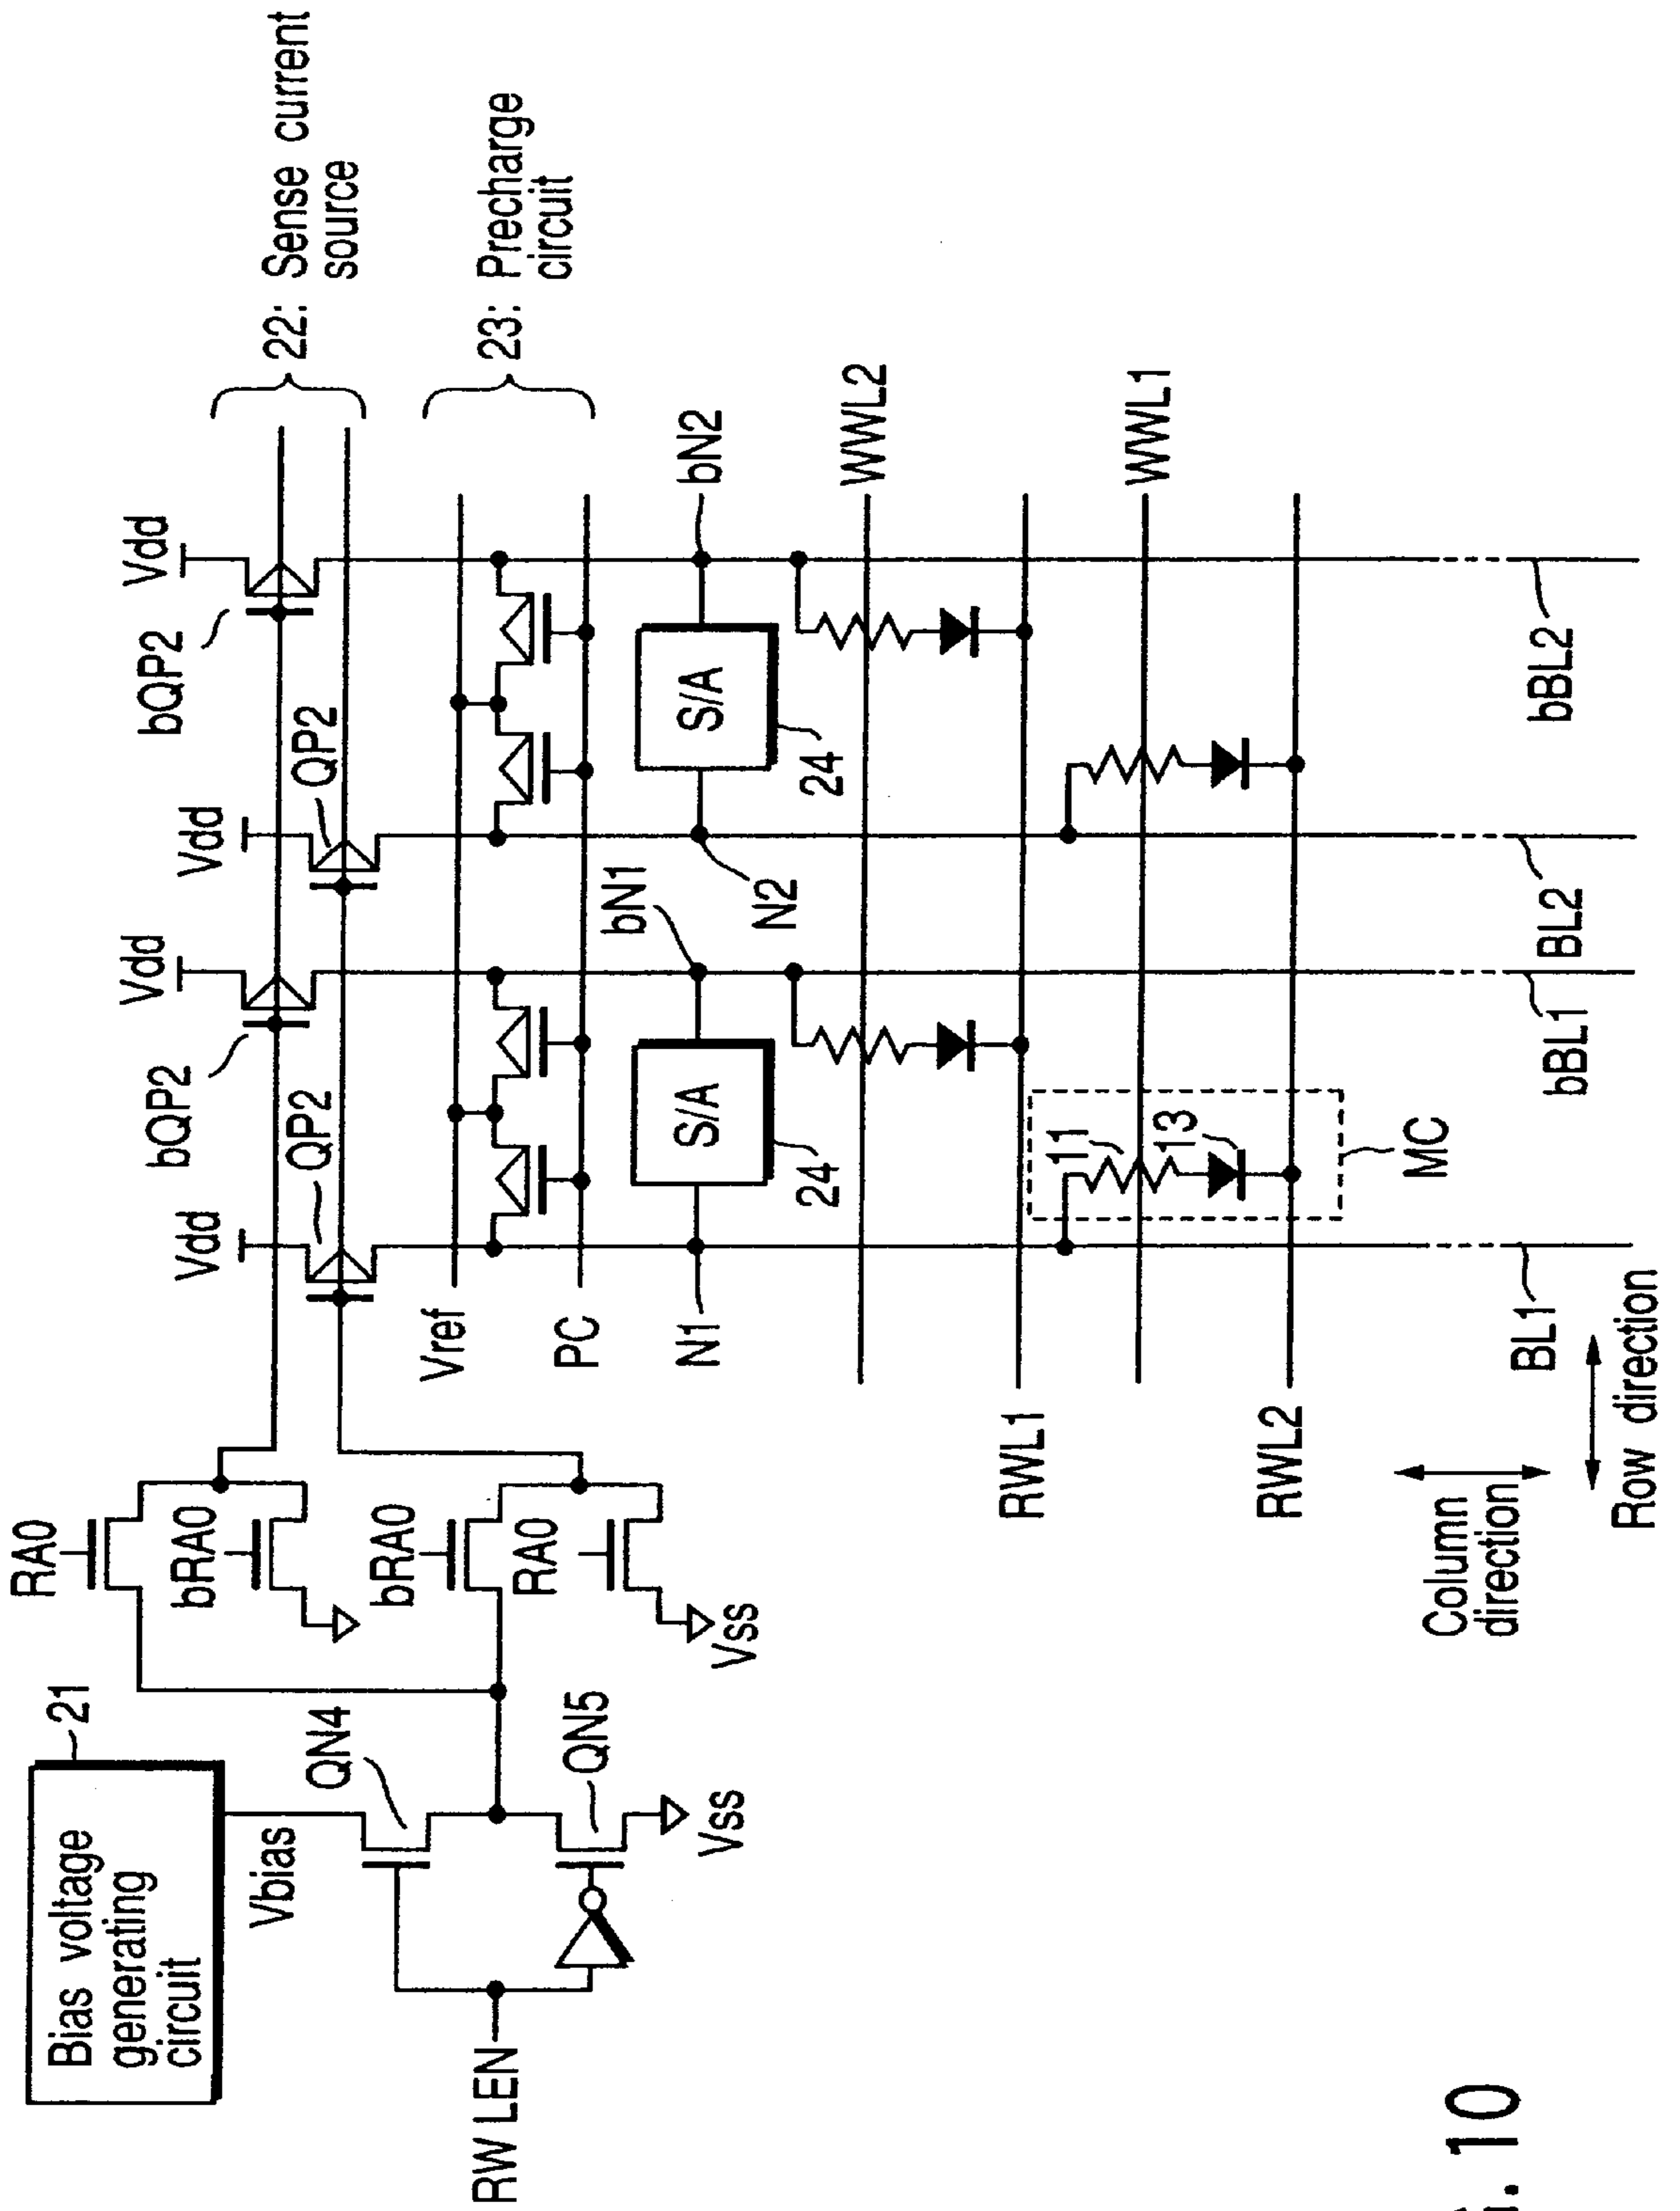 Bias voltage
generating
circuit
21
Vbias
QN4
QN5
Vss
RW LEN
RA0
bRA0
bRA0
RA0
Vss
Vdd
bQP2
Vdd
QP2
Vdd
bQP2
Vdd
QP2
22: Sense current
source
23: Precharge
circuit
Vref
PC
N1
S/A
24
bN1
N2
S/A
24
bN2
WWL2
RWL1
WWL1
11
13
MC
RWL2
BL1
bBL1
BL2
bBL2
Column
direction
Row direction
. 10